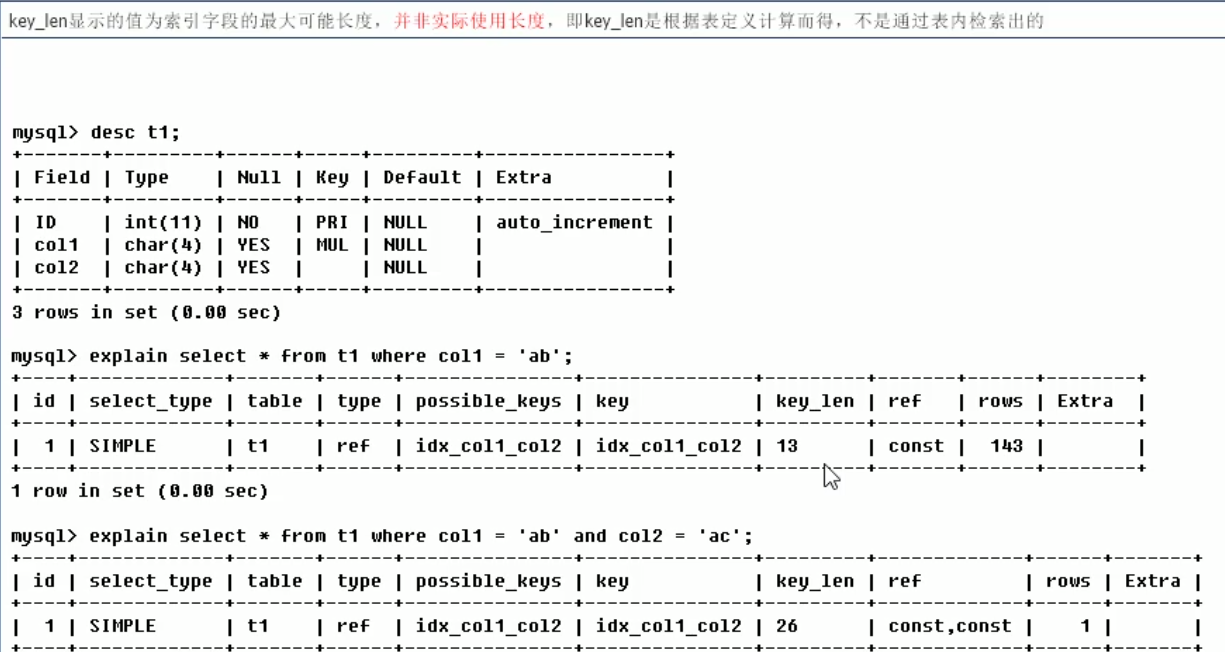 key_len显示的值为索引字段的最大可能长度，并非实际使用长度，即key_len是根据表定义计算而得，不是通过表内检索出的
mysql> desc t1;
+-------+---------+------+-----+---------+----------------+
| Field | Type    | Null | Key | Default | Extra          |
+-------+---------+------+-----+---------+----------------+
| ID    | int(11) | NO   | PRI | NULL    | auto_increment |
| col1  | char(4) | YES  | MUL | NULL    |                |
| col2  | char(4) | YES  |     | NULL    |                |
+-------+---------+------+-----+---------+----------------+
3 rows in set (0.00 sec)
mysql> explain select * from t1 where col1 = 'ab';
+----+-------------+-------+------+---------------+---------------+---------+-------+------+-------+
| id | select_type | table | type | possible_keys | key           | key_len | ref   | rows | Extra |
+----+-------------+-------+------+---------------+---------------+---------+-------+------+-------+
|  1 | SIMPLE      | t1    | ref  | idx_col1_col2 | idx_col1_col2 | 13      | const |  143 |       |
+----+-------------+-------+------+---------------+---------------+---------+-------+------+-------+
1 row in set (0.00 sec)
mysql> explain select * from t1 where col1 = 'ab' and col2 = 'ac';
+----+-------------+-------+------+---------------+---------------+---------+-------------+------+-------+
| id | select_type | table | type | possible_keys | key           | key_len | ref         | rows | Extra |
+----+-------------+-------+------+---------------+---------------+---------+-------------+------+-------+
|  1 | SIMPLE      | t1    | ref  | idx_col1_col2 | idx_col1_col2 | 26      | const,const |    1 |       |
+----+-------------+-------+------+---------------+---------------+---------+-------------+------+-------+